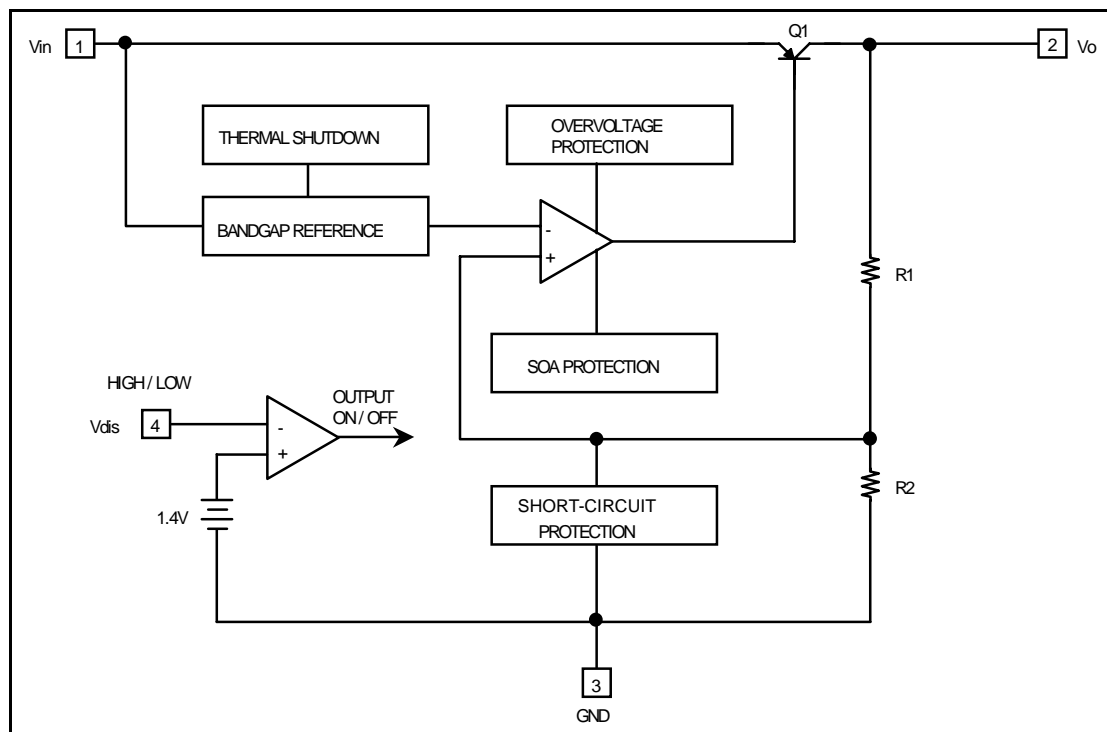 Q1
Vin 1
2 Vo
THERMAL SHUTDOWN
OVERVOLTAGE
PROTECTION
BANDGAP REFERENCE
-
+
R1
SOA PROTECTION
HIGH / LOW
OUTPUT
ON / OFF
Vdis 4
-
+
R2
1.4V
SHORT-CIRCUIT
PROTECTION
3
GND